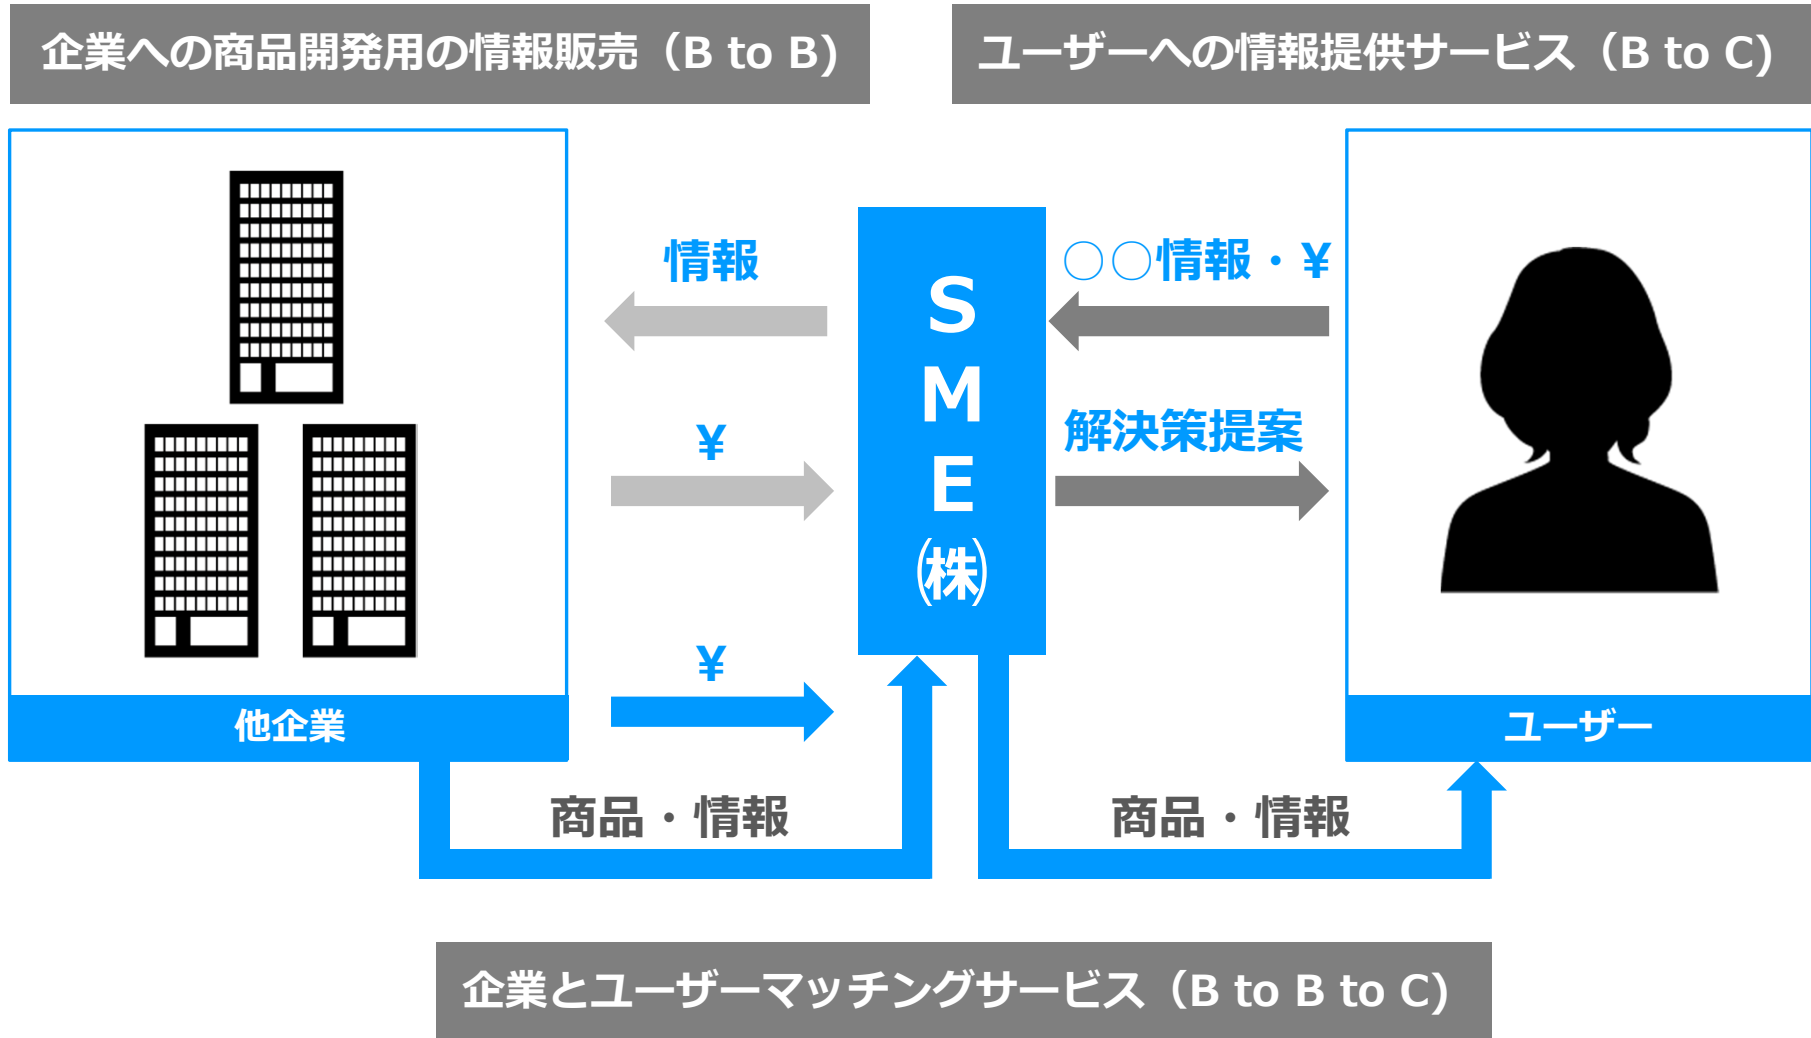 企業への商品開発用の情報販売（B to B）
ユーザーへの情報提供サービス（B to C）
情報
○○情報・¥
SME㈱
¥
解決策提案
¥
他企業
ユーザー
商品・情報
商品・情報
企業とユーザーマッチングサービス（B to B to C）